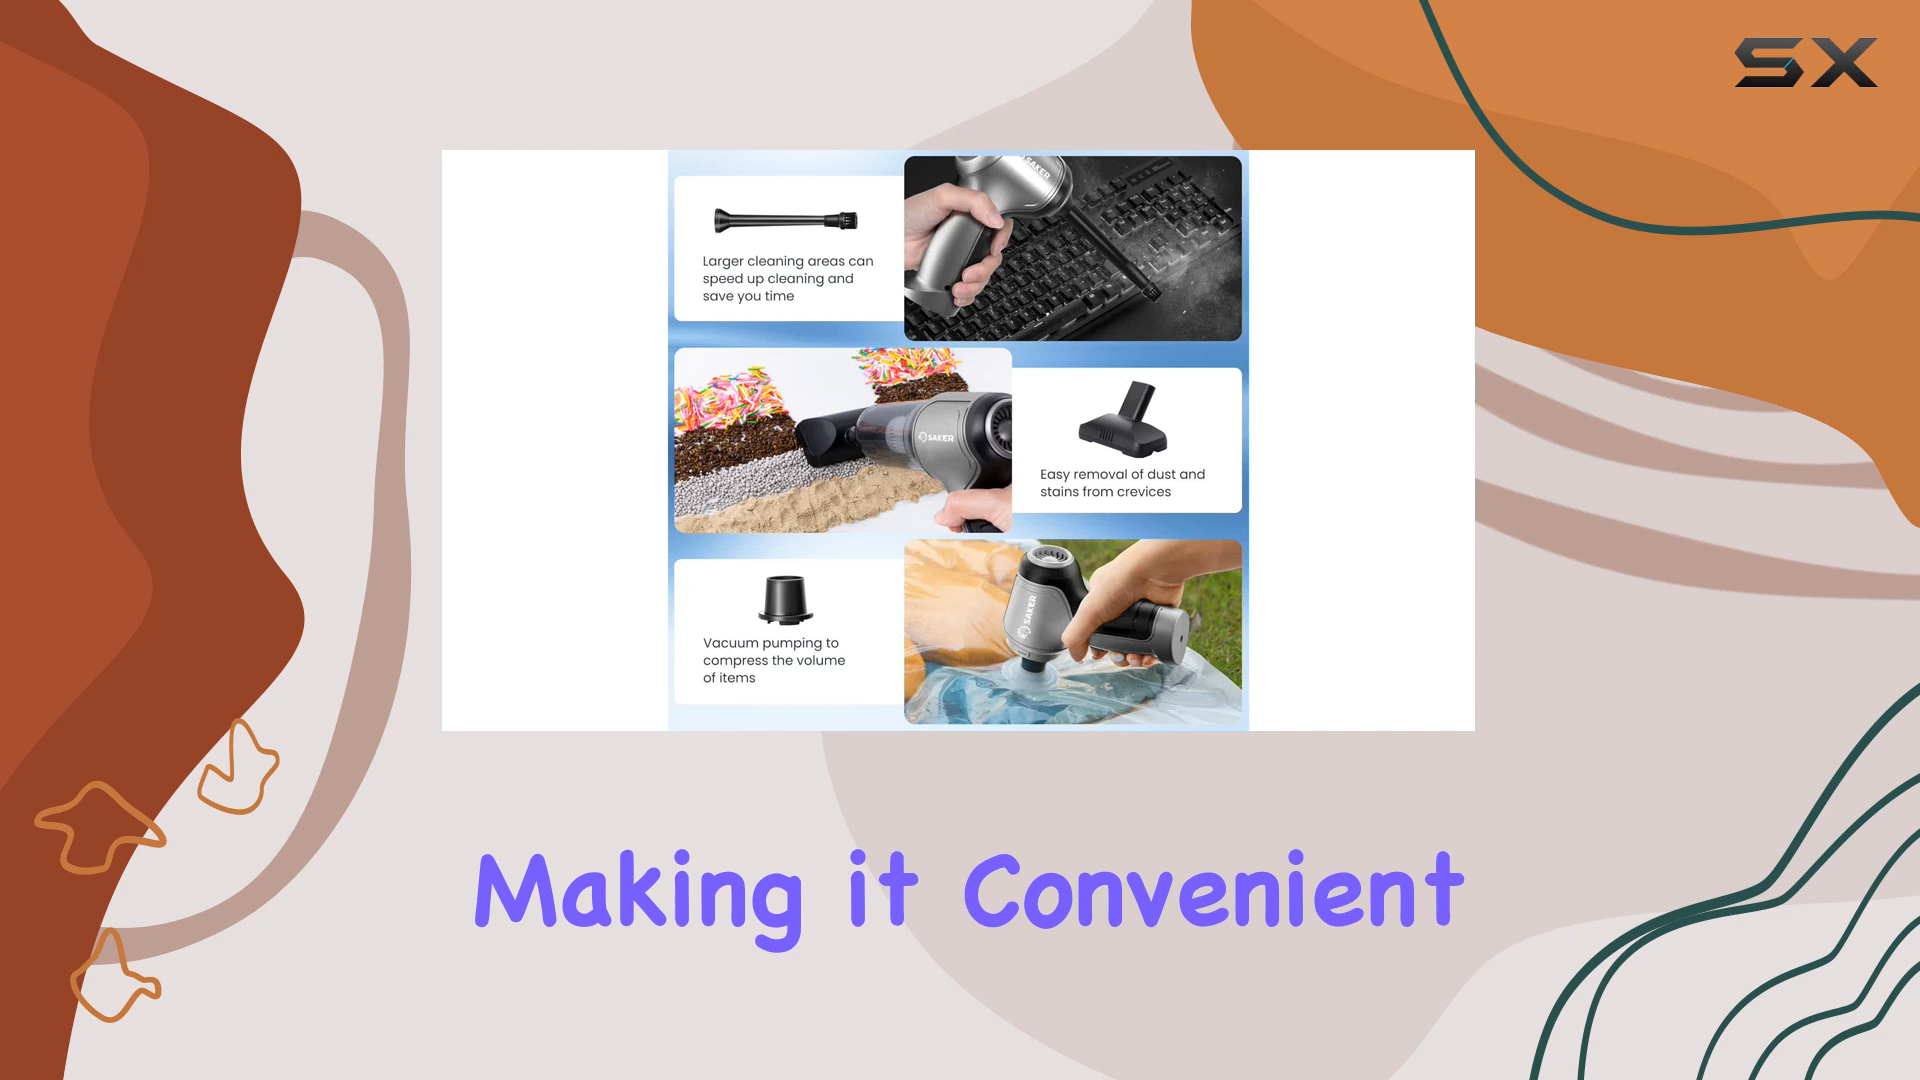 SX
SAKER
Larger cleaning areas can
speed up cleaning and
save you time
SAKER
Easy removal of dust and
stains from crevices
SAKER
Vacuum pumping to
compress the volume
of items
Making it Convenient